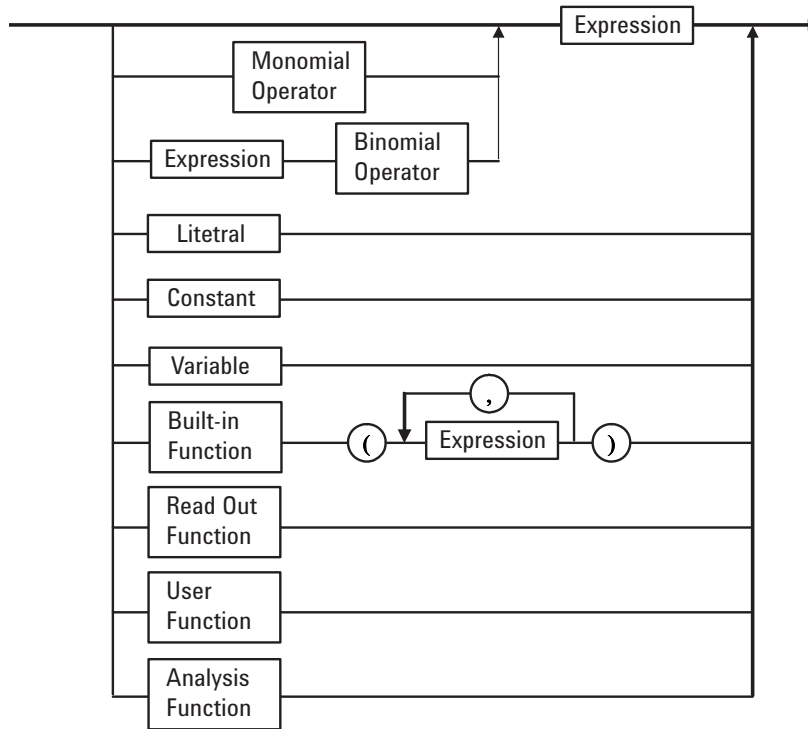 Expression
Monomial
Operator
Expression
Binomial
Operator
Litetral
Constant
Variable
,
Built-in
Function
(
Expression
)
Read Out
Function
User
Function
Analysis
Function